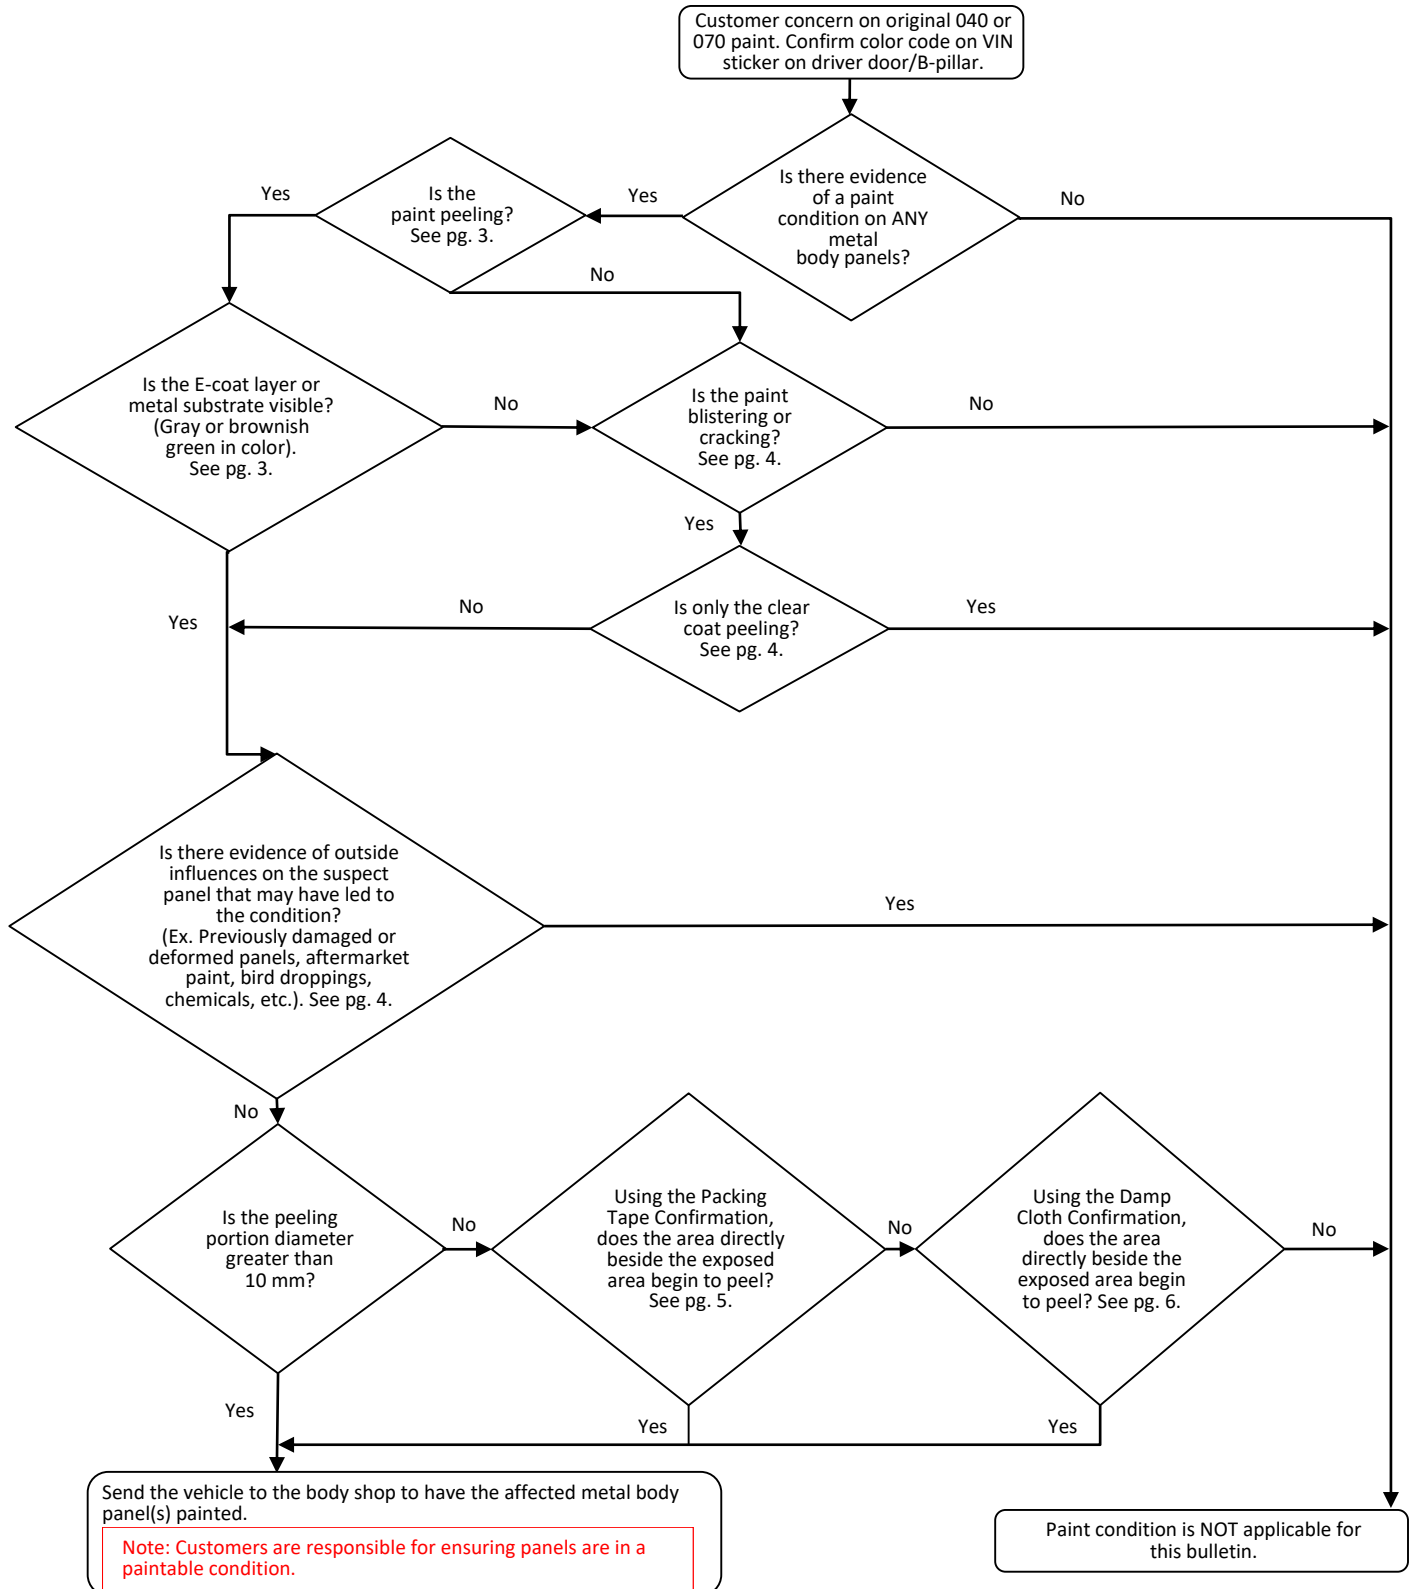 Customer concern on original 040 or
070 paint. Confirm color code on VIN
sticker on driver door/B-pillar.
Is there evidence
of a paint
condition on ANY
metal
body panels?
Yes
No
Is the
paint peeling?
See pg. 3.
Yes
No
Is the E-coat layer or
metal substrate visible?
(Gray or brownish
green in color).
See pg. 3.
No
Is the paint
blistering or
cracking?
See pg. 4.
No
Yes
Yes
Is only the clear
coat peeling?
See pg. 4.
No
Yes
Is there evidence of outside
influences on the suspect
panel that may have led to
the condition?
(Ex. Previously damaged or
deformed panels, aftermarket
paint, bird droppings,
chemicals, etc.). See pg. 4.
Yes
No
Is the peeling
portion diameter
greater than
10 mm?
No
Using the Packing
Tape Confirmation,
does the area directly
beside the exposed
area begin to peel?
See pg. 5.
No
Using the Damp
Cloth Confirmation,
does the area
directly beside the
exposed area begin
to peel? See pg. 6.
No
Yes
Yes
Yes
Send the vehicle to the body shop to have the affected metal body
panel(s) painted.
Note: Customers are responsible for ensuring panels are in a
paintable condition.
Paint condition is NOT applicable for
this bulletin.